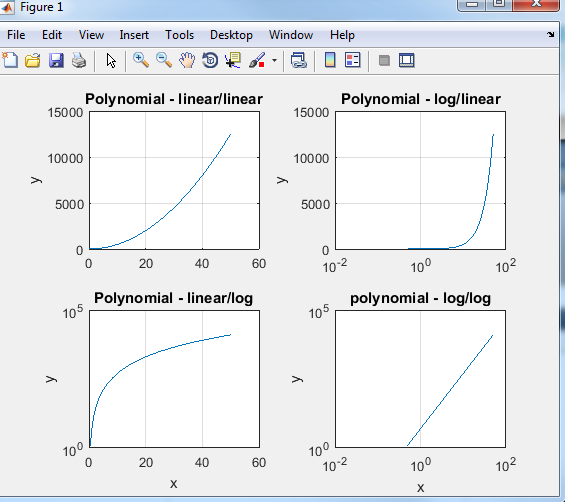 Figure 1
File Edit View Insert Tools Desktop Window Help
Polynomial - linear/linear
15000
10000
5000
0
y
0 20 40 60
Polynomial - log/linear
15000
10000
5000
0
y
10-2 100 102
Polynomial - linear/log
105
100
y
0 20 40 60
x
polynomial - log/log
105
100
y
10-2 100 102
x